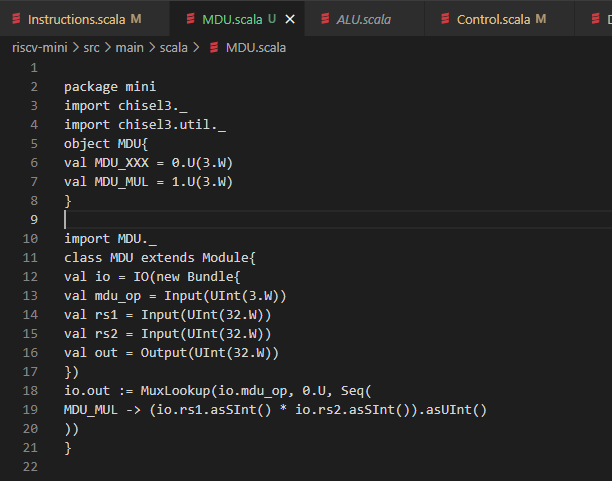 Instructions.scala M
MDU.scala U
ALU.scala
Control.scala M
riscv-mini > src > main > scala > MDU.scala
1
2 package mini
3 import chisel3._
4 import chisel3.util._
5 object MDU{
6 val MDU_XXX = 0.U(3.W)
7 val MDU_MUL = 1.U(3.W)
8 }
9
10 import MDU._
11 class MDU extends Module{
12 val io = IO(new Bundle{
13 val mdu_op = Input(UInt(3.W))
14 val rs1 = Input(UInt(32.W))
15 val rs2 = Input(UInt(32.W))
16 val out = Output(UInt(32.W))
17 })
18 io.out := MuxLookup(io.mdu_op, 0.U, Seq(
19 MDU_MUL -> (io.rs1.asSInt() * io.rs2.asSInt()).asUInt()
20 ))
21 }
22